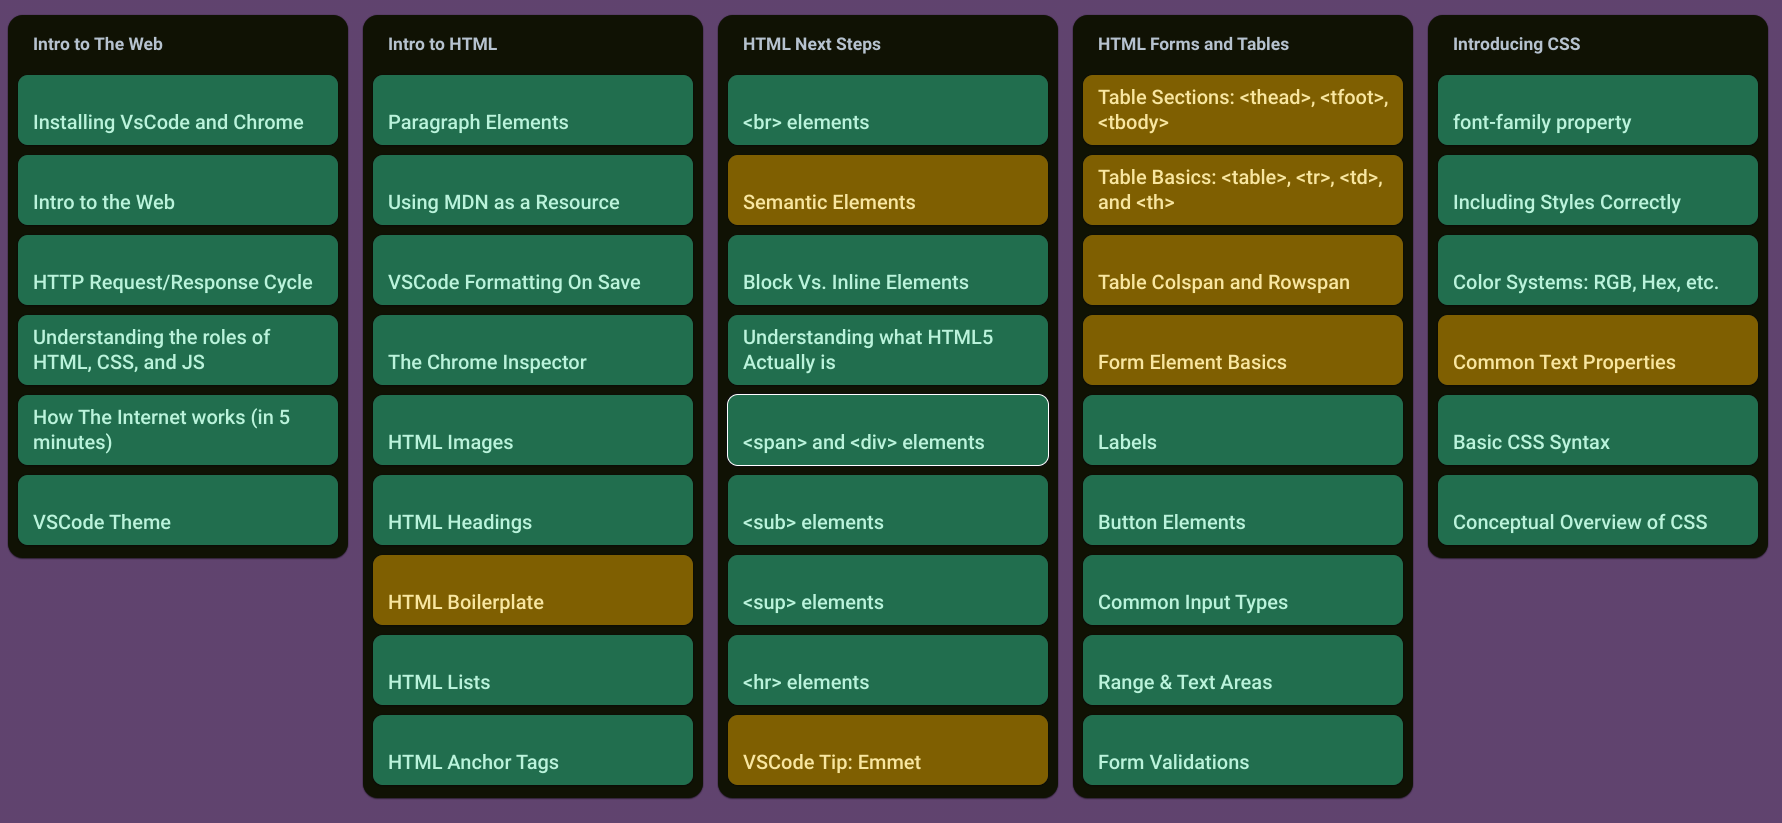 Intro to The Web
Installing VsCode and Chrome
Intro to the Web
HTTP Request/Response Cycle
Understanding the roles of
HTML, CSS, and JS
How The Internet works (in 5
minutes)
VSCode Theme
Intro to HTML
Paragraph Elements
Using MDN as a Resource
VSCode Formatting On Save
The Chrome Inspector
HTML Images
HTML Headings
HTML Boilerplate
HTML Lists
HTML Anchor Tags
HTML Next Steps
<br> elements
Semantic Elements
Block Vs. Inline Elements
Understanding what HTML5
Actually is
<span> and <div> elements
<sub> elements
<sup> elements
<hr> elements
VSCode Tip: Emmet
HTML Forms and Tables
Table Sections: <thead>, <tfoot>,
<tbody>
Table Basics: <table>, <tr>, <td>,
and <th>
Table Colspan and Rowspan
Form Element Basics
Labels
Button Elements
Common Input Types
Range & Text Areas
Form Validations
Introducing CSS
font-family property
Including Styles Correctly
Color Systems: RGB, Hex, etc.
Common Text Properties
Basic CSS Syntax
Conceptual Overview of CSS